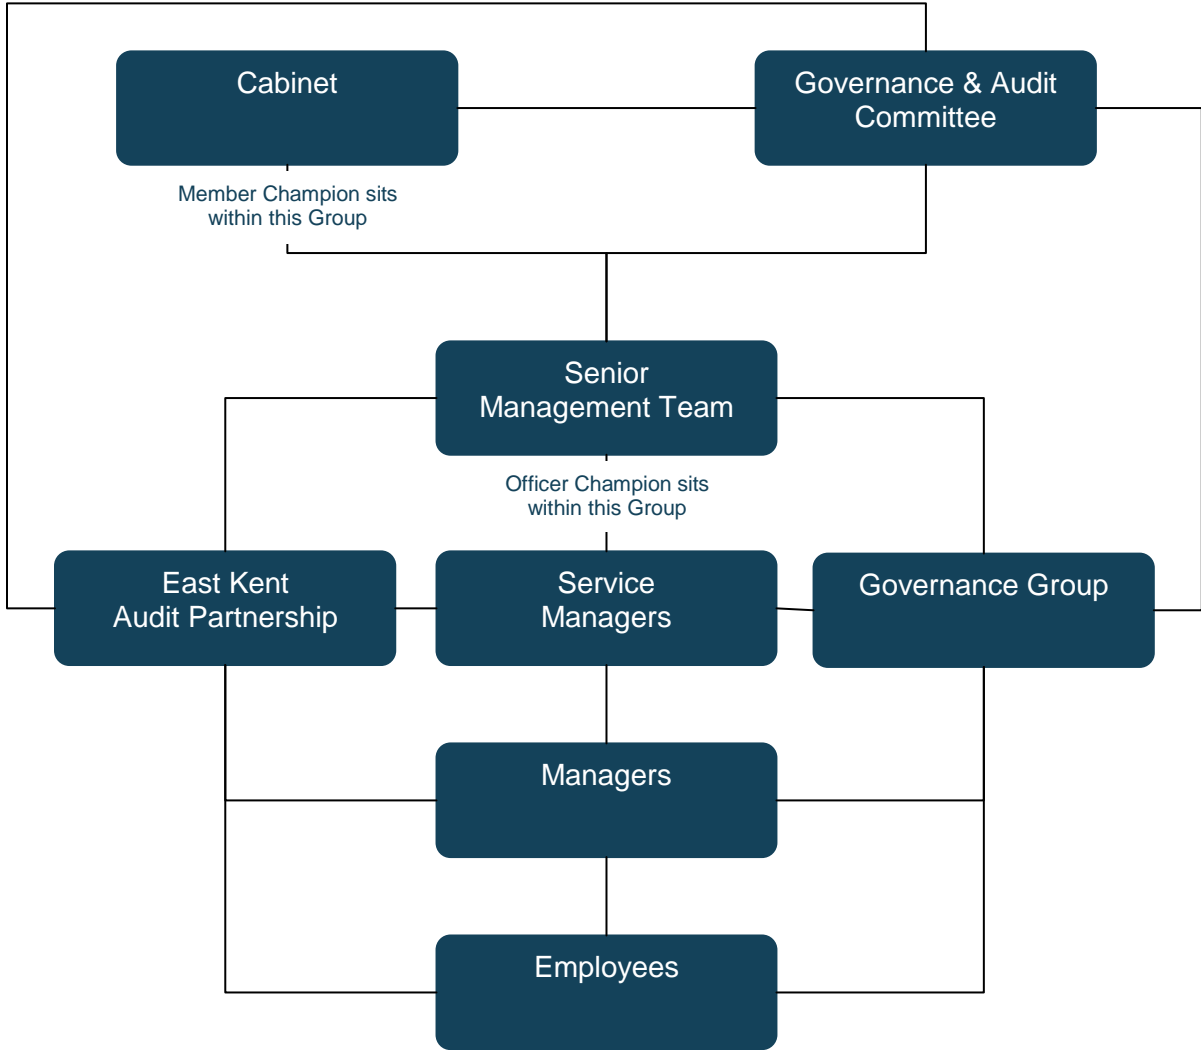 Cabinet
Governance & Audit
Committee
Member Champion sits
within this Group
Senior
Management Team
Officer Champion sits
within this Group
East Kent
Audit Partnership
Service
Managers
Governance Group
Managers
Employees